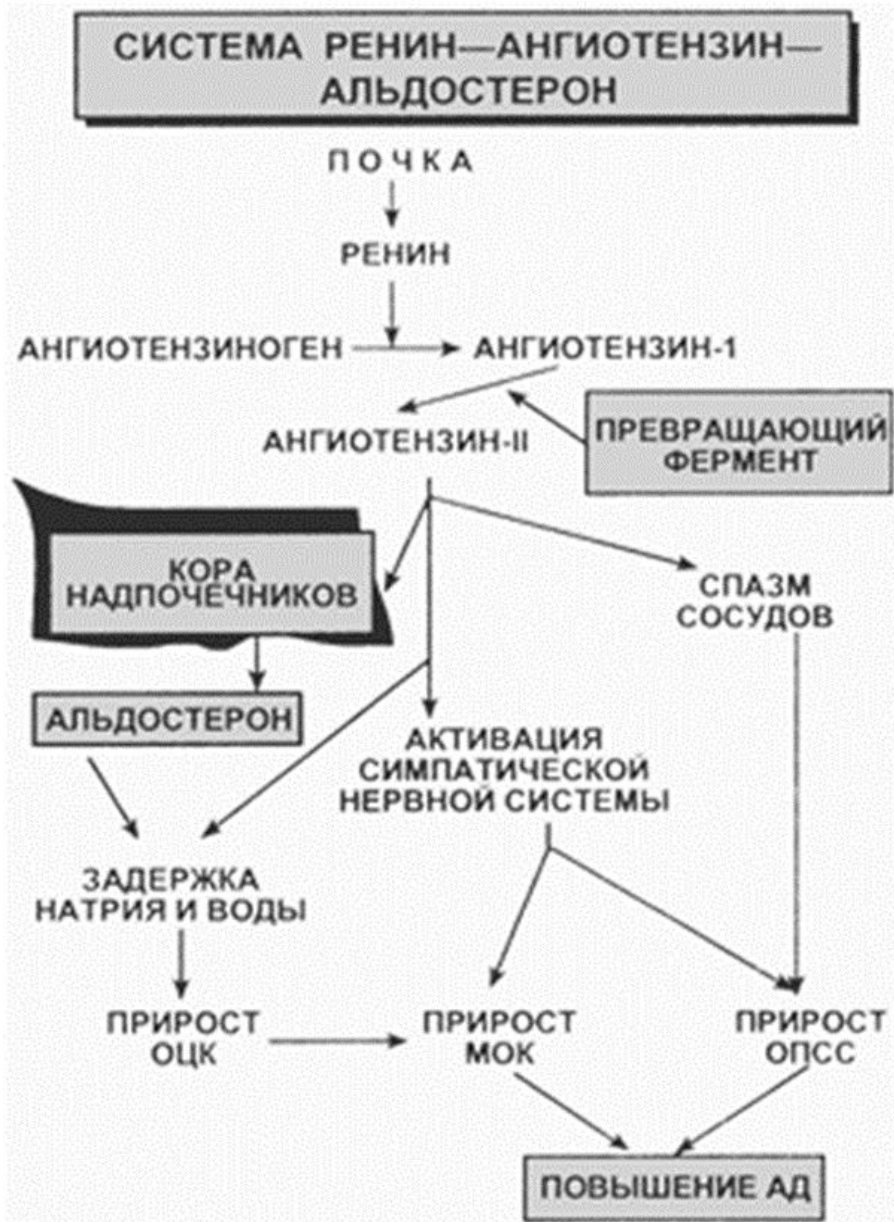 СИСТЕМА РЕНИН—АНГИОТЕНЗИН—
АЛЬДОСТЕРОН
ПОЧКА
РЕНИН
АНГИОТЕНЗИНОГЕН
АНГИОТЕНЗИН-1
АНГИОТЕНЗИН-II
ПРЕВРАЩАЮЩИЙ
ФЕРМЕНТ
КОРА
НАДПОЧЕЧНИКОВ
СПАЗМ
СОСУДОВ
АЛЬДОСТЕРОН
АКТИВАЦИЯ
СИМПАТИЧЕСКОЙ
НЕРВНОЙ СИСТЕМЫ
ЗАДЕРЖКА
НАТРИЯ И ВОДЫ
ПРИРОСТ
ОЦК
ПРИРОСТ
МОК
ПРИРОСТ
ОПСС
ПОВЫШЕНИЕ АД